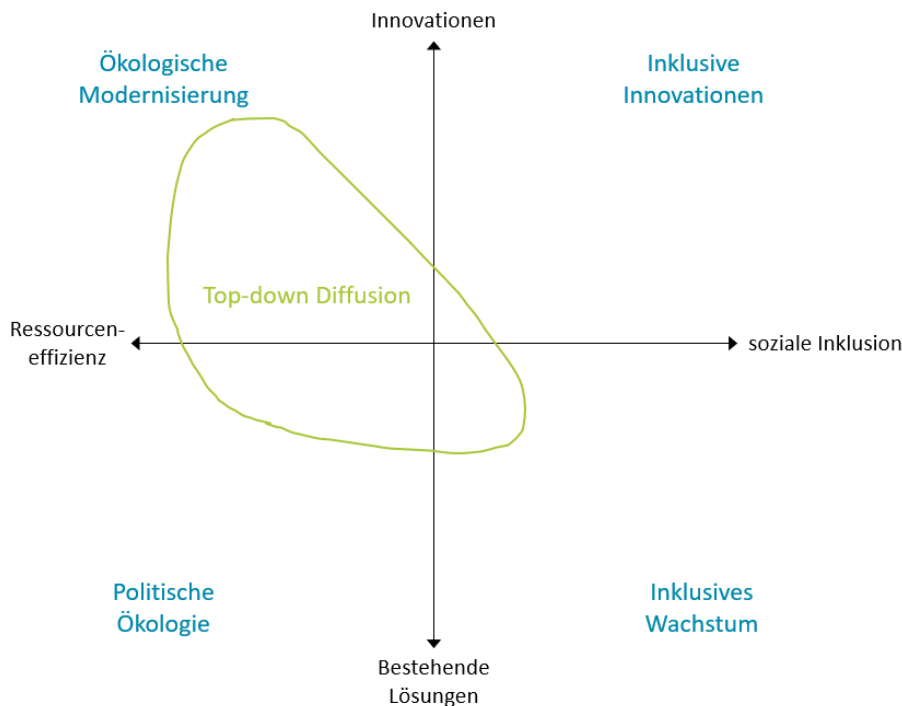 Innovationen
Ökologische
Modernisierung
Inklusive
Innovationen
Top-down Diffusion
Ressourcen-
effizienz
soziale Inklusion
Politische
Ökologie
Inklusives
Wachstum
Bestehende
Lösungen